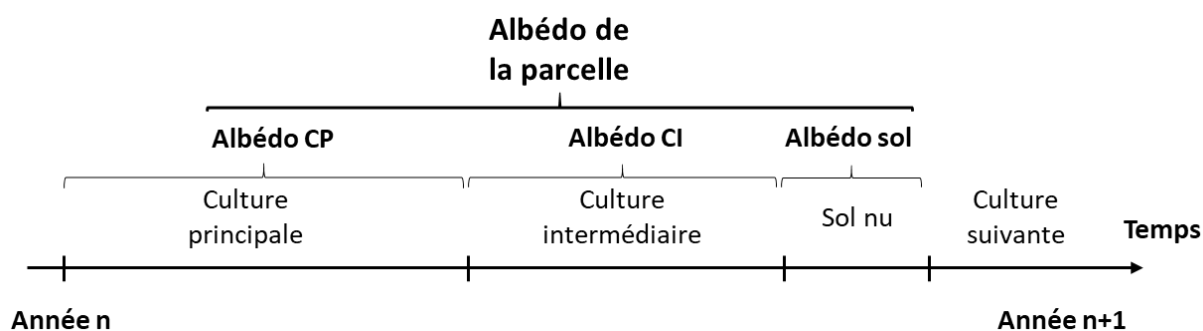 Albédo de
la parcelle
Albédo CP
Albédo CI
Albédo sol
Culture
principale
Culture
intermédiaire
Sol nu
Culture
suivante
Temps
Année n
Année n+1